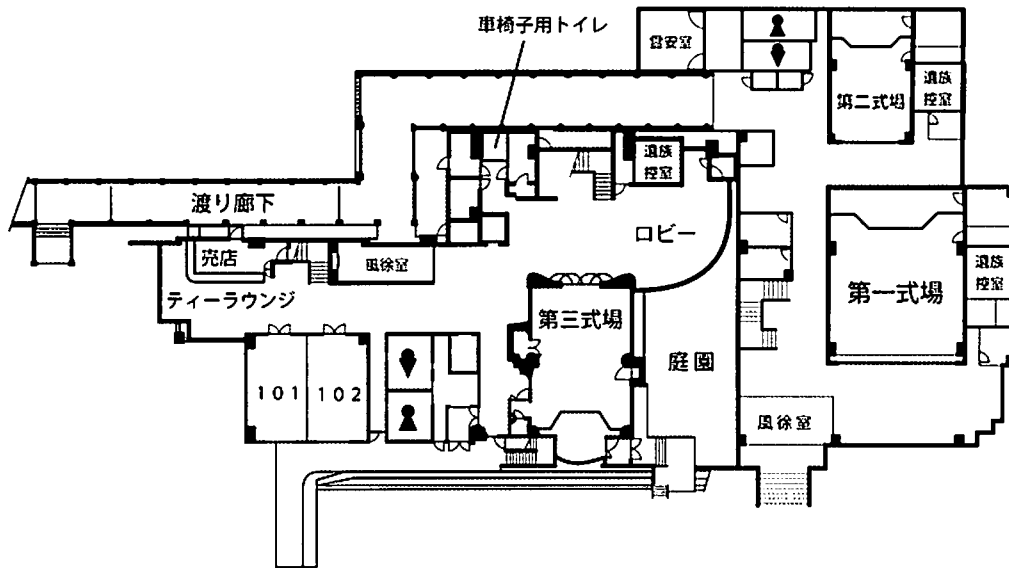 車椅子用トイレ
霊安室
第二式場
遺族
控室
遺族
控室
渡り廊下
ロビー
売店
風徐室
遺族
控室
第一式場
ティーラウンジ
第三式場
庭園
101
102
風徐室